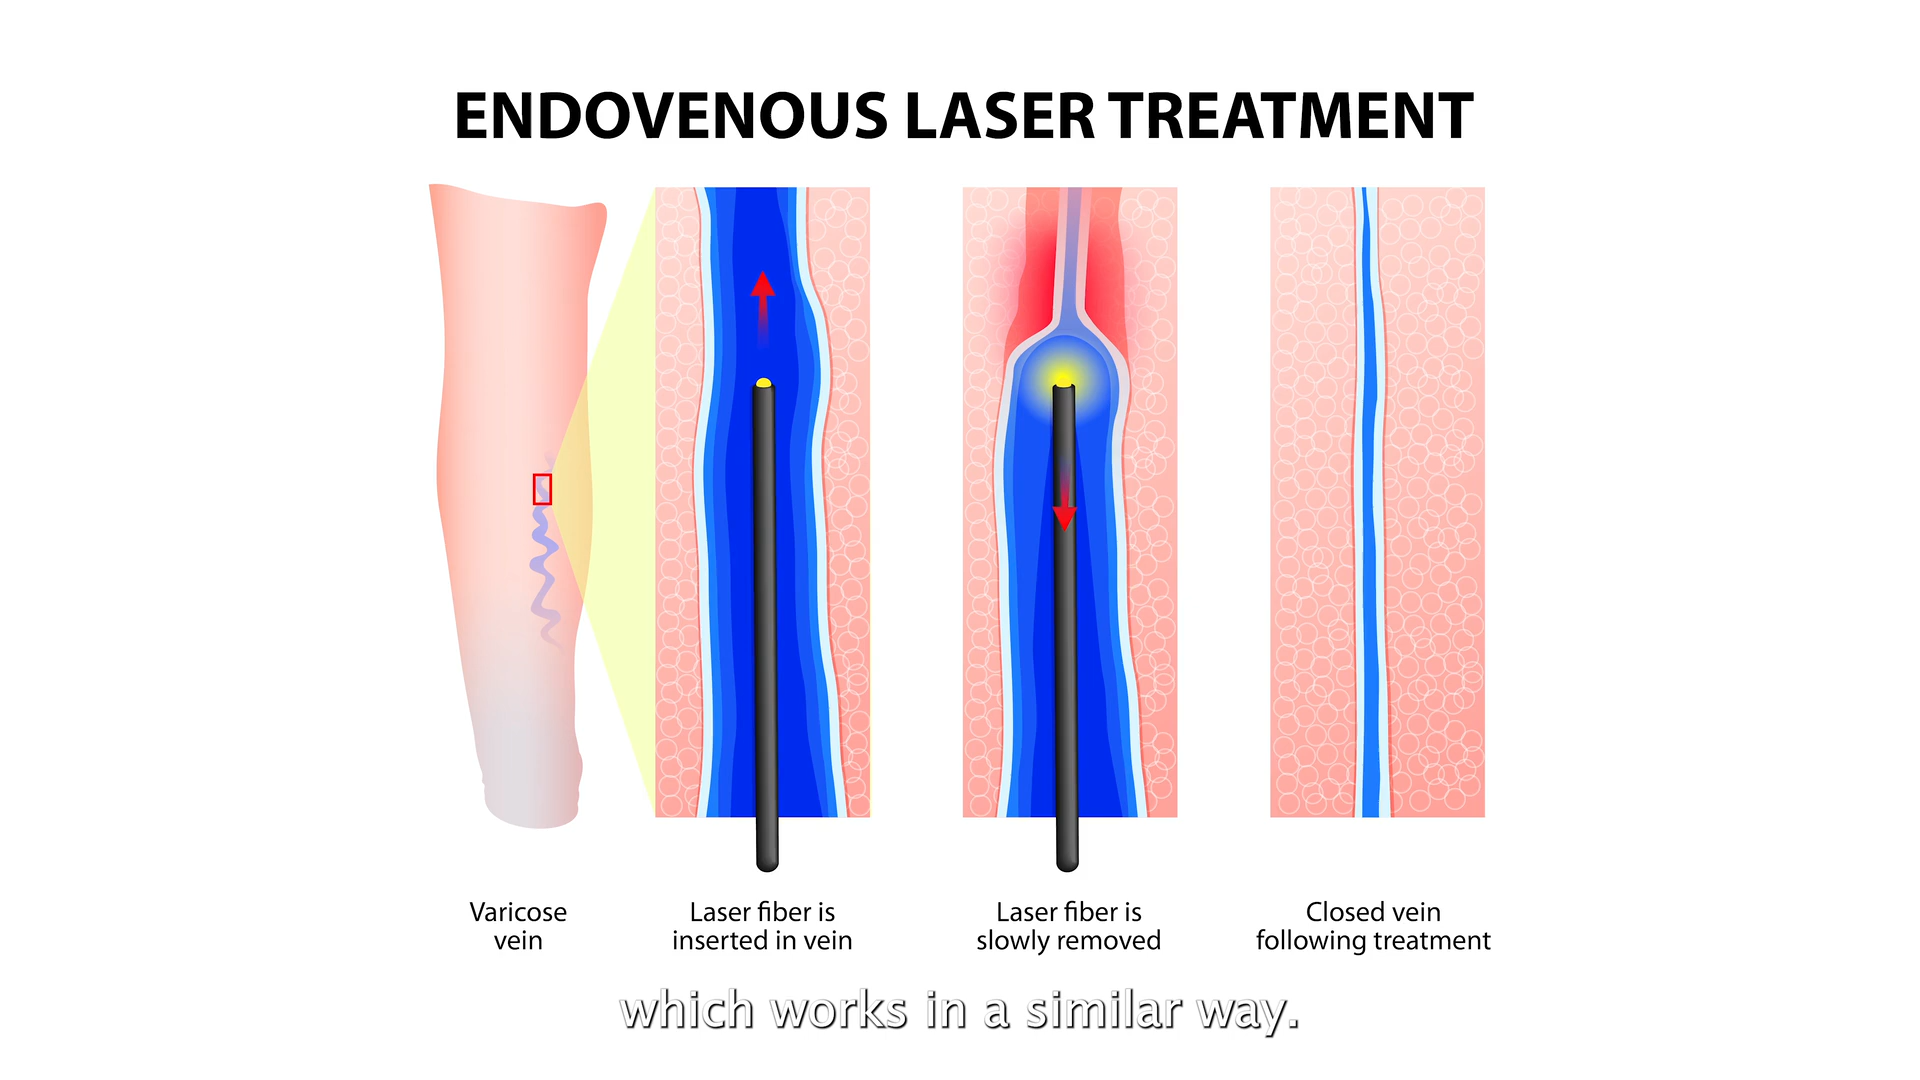 ENDOVENOUS LASER TREATMENT
Varicose
vein
Laser fiber is
inserted in vein
Laser fiber is
slowly removed
Closed vein
following treatment
which works in a similar way.